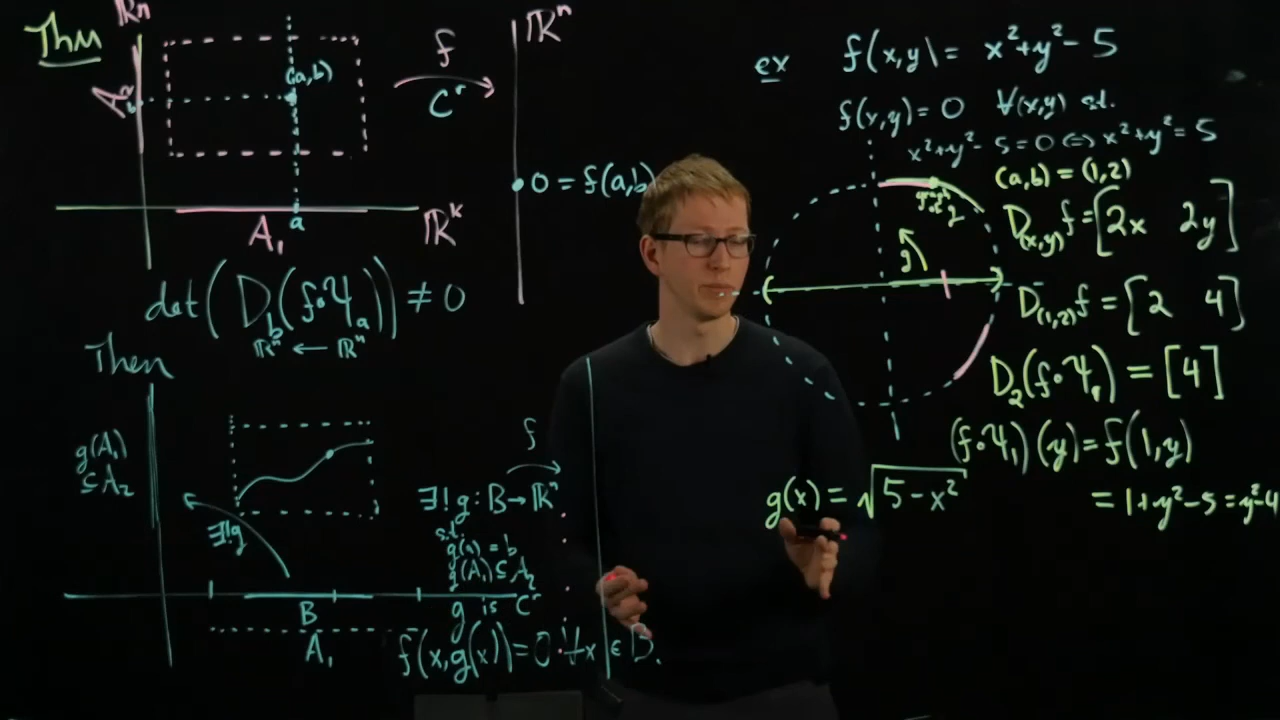 Thm
ℝⁿ
A₂
b
(a,b)
f
Cʳ
ℝⁿ
0 = f(a,b)
a
A₁
ℝᵏ
det(D_b(f∘Ψ_a)) ≠ 0
ℝⁿ ← ℝⁿ
Then
g(A₁)
⊆A₂
∃!g
B
A₁
f
∃!g: B→ℝⁿ
s.t.
g(a) = b
g(A₁)⊆A₂
g is Cʳ
f(x,g(x))=0 ∀x ∈ B.
ex f(x,y) = x²+y²-5
f(x,y)=0 ∀(x,y) s.t.
x²+y²-5=0 ⇔ x²+y²=5
(a,b) = (1,2)
graph
of g
g
D_(x,y)f = [2x 2y]
D_(1,2)f = [2 4]
D₂(f∘Ψ₁) = [4]
(f∘Ψ₁)(y) = f(1,y)
= 1+y²-5=y²-4
g(x) = √(5-x²)